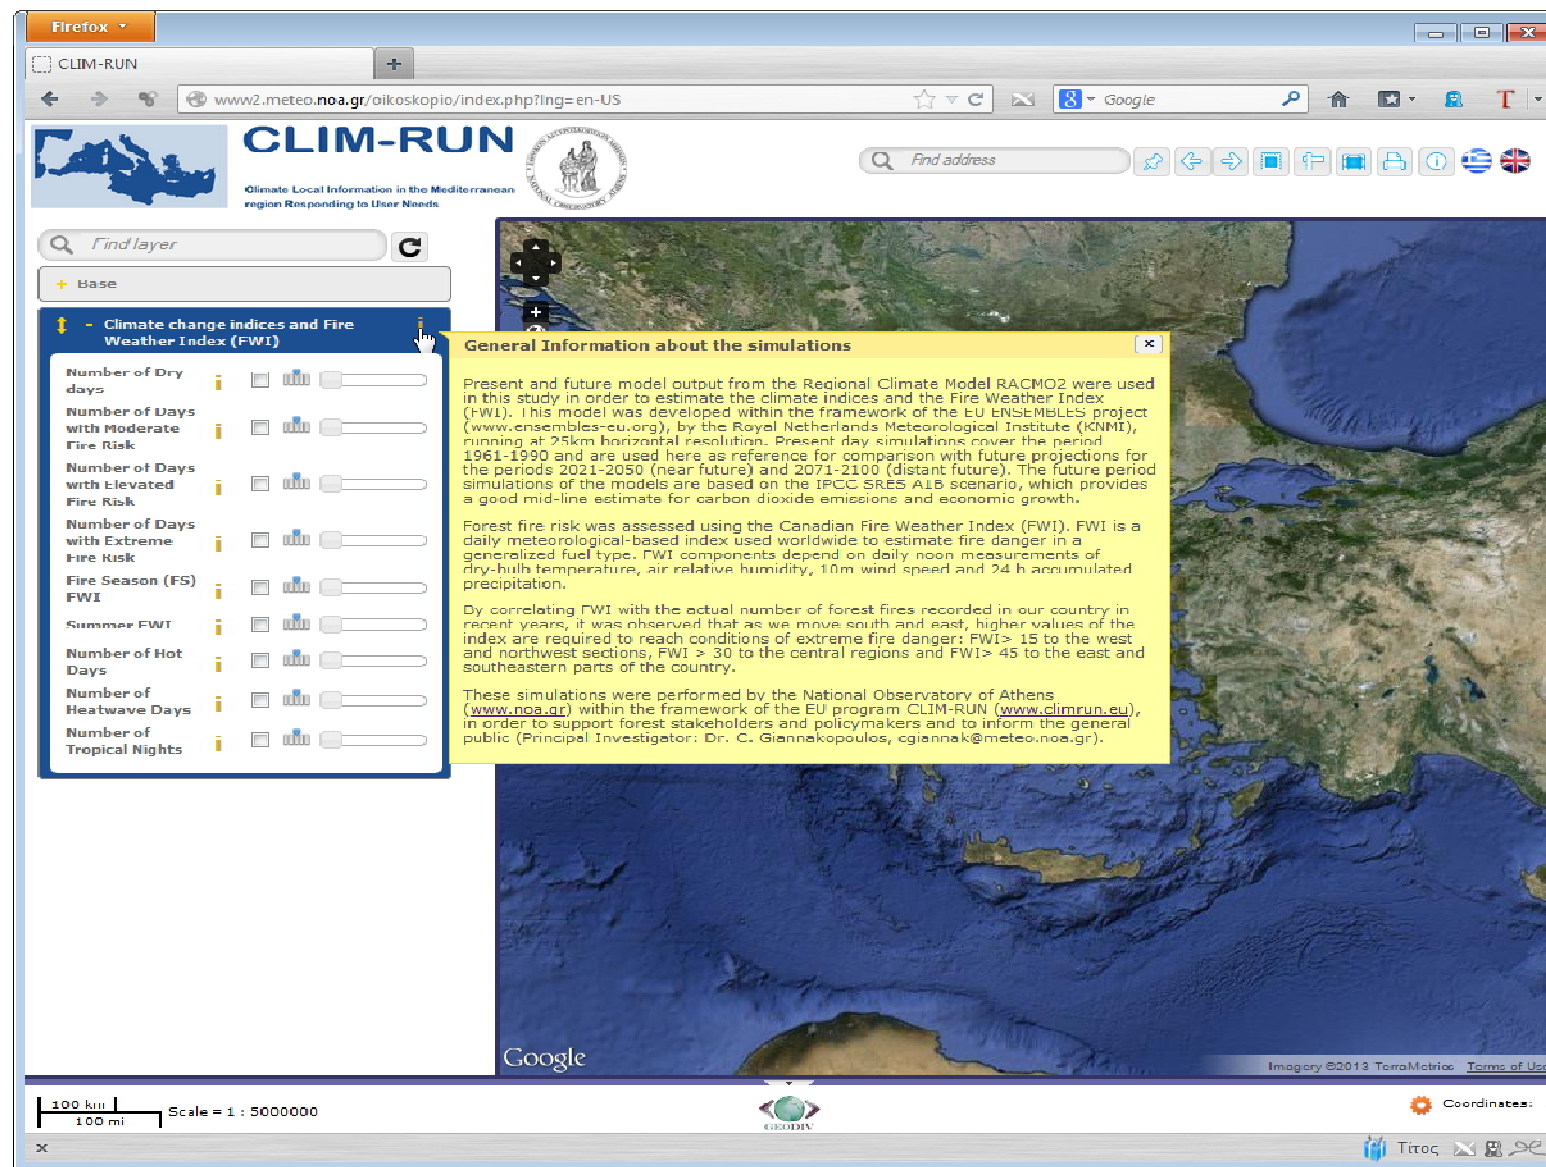 Firefox
CLIM-RUN
www2.meteo.noa.gr/oikoskopio/index.php?lng=en-US
Google
CLIM-RUN
Climate Local Information in the Mediterranean
region Responding to User Needs
Find address
Find layer
+ Base
- Climate change indices and Fire
Weather Index (FWI)
Number of Dry
days
Number of Days
with Moderate
Fire Risk
Number of Days
with Elevated
Fire Risk
Number of Days
with Extreme
Fire Risk
Fire Season (FS)
FWI
Summer FWI
Number of Hot
Days
Number of
Heatwave Days
Number of
Tropical Nights
General Information about the simulations
Present and future model output from the Regional Climate Model RACMO2 were used
in this study in order to estimate the climate indices and the Fire Weather Index
(FWI). This model was developed within the framework of the EU ENSEMBLES project
(www.ensembles-eu.org), by the Royal Netherlands Meteorological Institute (KNMI),
running at 25km horizontal resolution. Present day simulations cover the period
1961-1990 and are used here as reference for comparison with future projections for
the periods 2021-2050 (near future) and 2071-2100 (distant future). The future period
simulations of the models are based on the IPCC SRES A1B scenario, which provides
a good mid-line estimate for carbon dioxide emissions and economic growth.
Forest fire risk was assessed using the Canadian Fire Weather Index (FWI). FWI is a
daily meteorological-based index used worldwide to estimate fire danger in a
generalized fuel type. FWI components depend on daily noon measurements of
dry-bulb temperature, air relative humidity, 10m wind speed and 24 h accumulated
precipitation.
By correlating FWI with the actual number of forest fires recorded in our country in
recent years, it was observed that as we move south and east, higher values of the
index are required to reach conditions of extreme fire danger: FWI> 15 to the west
and northwest sections, FWI > 30 to the central regions and FWI> 45 to the east and
southeastern parts of the country.
These simulations were performed by the National Observatory of Athens
(www.noa.gr) within the framework of the EU program CLIM-RUN (www.climrun.eu),
in order to support forest stakeholders and policymakers and to inform the general
public (Principal Investigator: Dr. C. Giannakopoulos, cgiannak@meteo.noa.gr).
Google
Imagery ©2013 TerraMetrics Terms of Use
100 km
100 mi
Scale = 1 : 5000000
GEODIV
Coordinates:
Τίτος